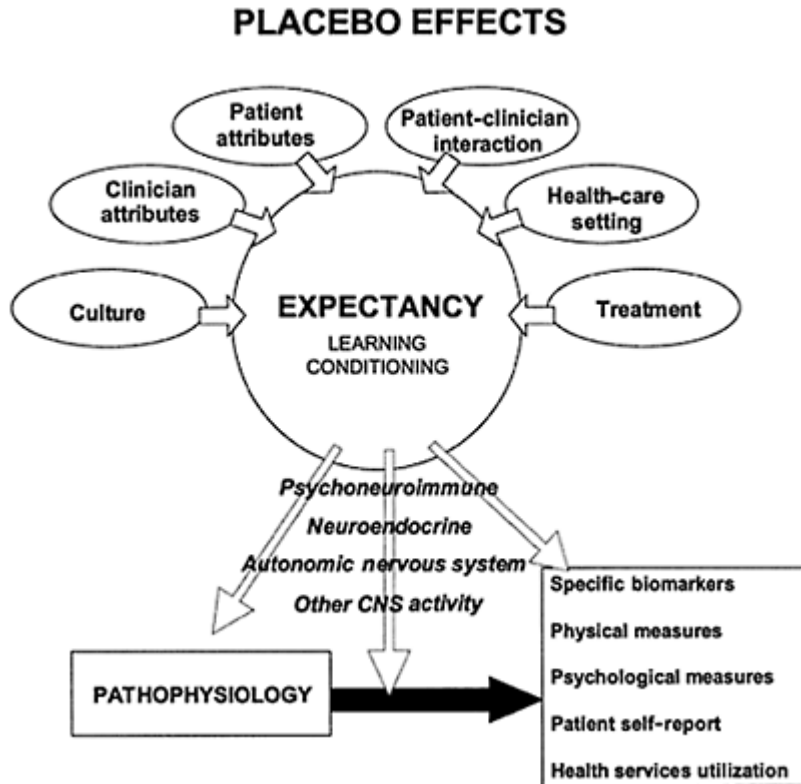 PLACEBO EFFECTS
Patient
attributes
Patient-clinician
interaction
Clinician
attributes
Health-care
setting
Culture
EXPECTANCY
LEARNING
CONDITIONING
Treatment
Psychoneuroimmune
Neuroendocrine
Autonomic nervous system
Other CNS activity
PATHOPHYSIOLOGY
Specific biomarkers
Physical measures
Psychological measures
Patient self-report
Health services utilization